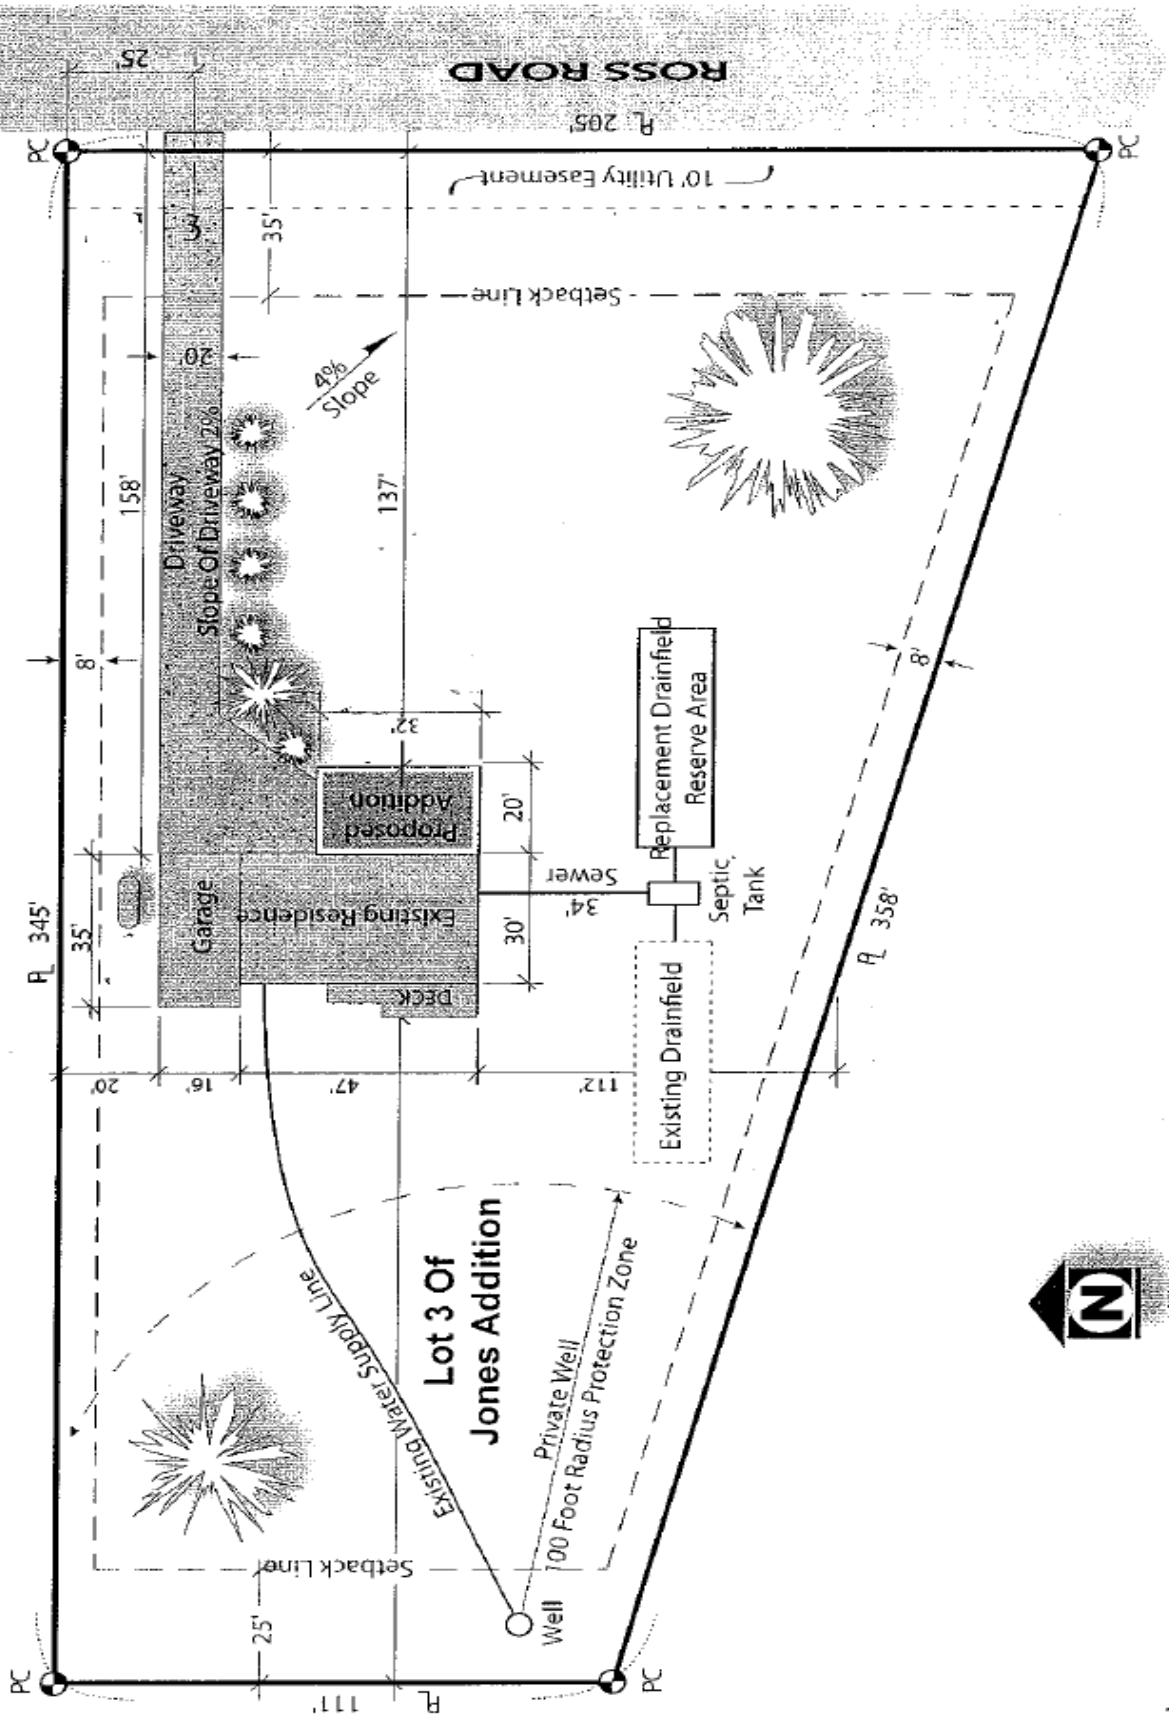 25'
ROSS ROAD
PC
PL 205'
PC
10' Utility Easement
35'
Setback Line
20'
4%
Slope
Driveway
Slope Of Driveway 2%
158'
137'
PL 345'
8'
8'
32'
Proposed
Addition
20'
Replacement Drainfield
Reserve Area
35'
Garage
Existing Residence
30'
Sewer
34'
Septic
Tank
DECK
Existing Drainfield
PL 358'
20'
16'
47'
112'
Existing Water Supply Line
Lot 3 Of
Jones Addition
Private Well
100 Foot Radius Protection Zone
N
Setback Line
25'
Well
PC
111'
PL
PC